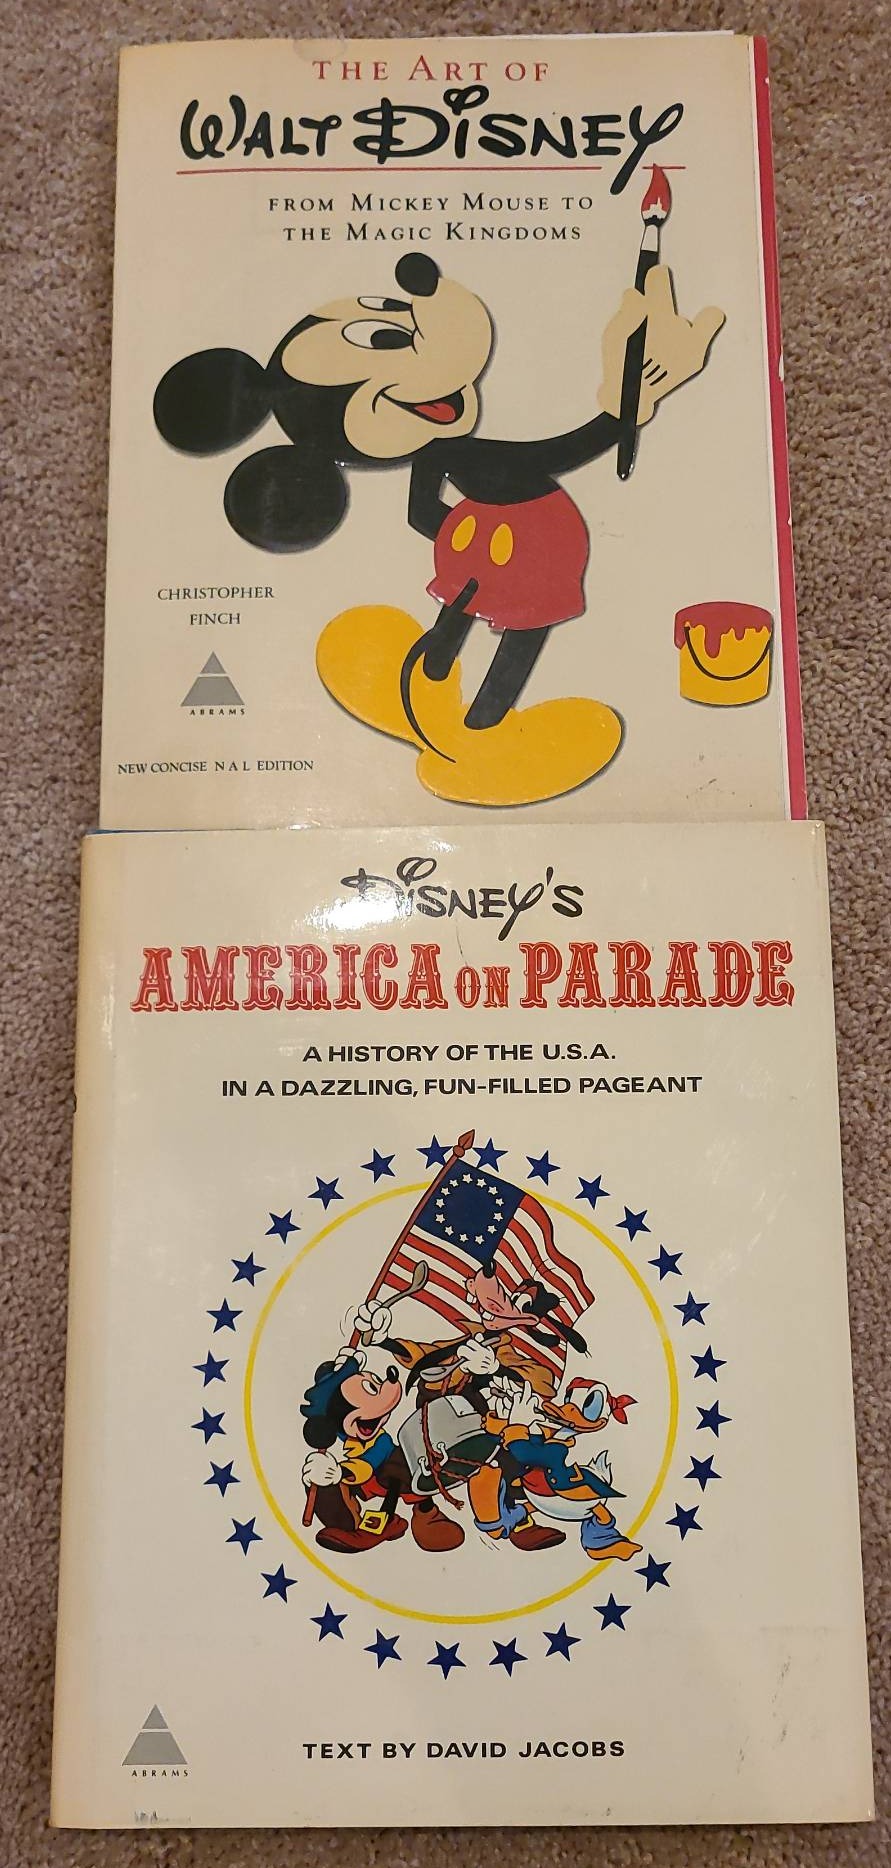 THE ART OF
WALT DISNEY
FROM MICKEY MOUSE TO
THE MAGIC KINGDOMS
CHRISTOPHER
FINCH
ABRAMS
NEW CONCISE N A L EDITION
DISNEY'S
AMERICA ON PARADE
A HISTORY OF THE U.S.A.
IN A DAZZLING, FUN-FILLED PAGEANT
TEXT BY DAVID JACOBS
ABRAMS